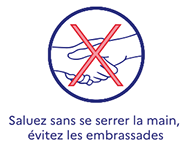 Saluez sans se serrer la main,
évitez les embrassades